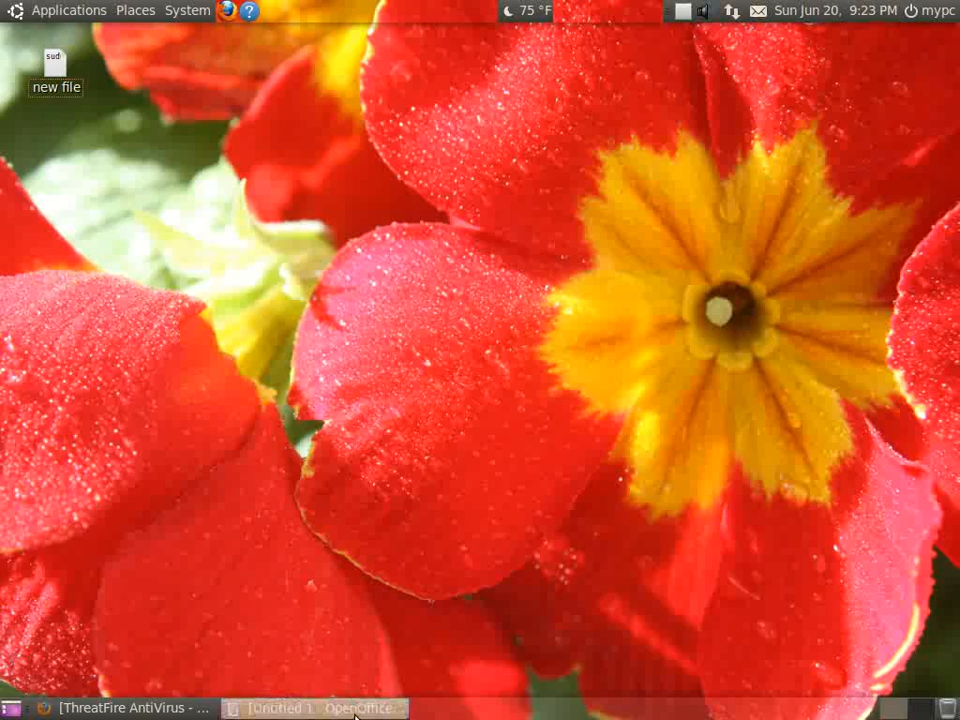 Applications Places System ? 75 °F Sun Jun 20, 9:23 PM mypc
sud
new file
[ThreatFire AntiVirus - ... [Untitled 1 OpenOffice.